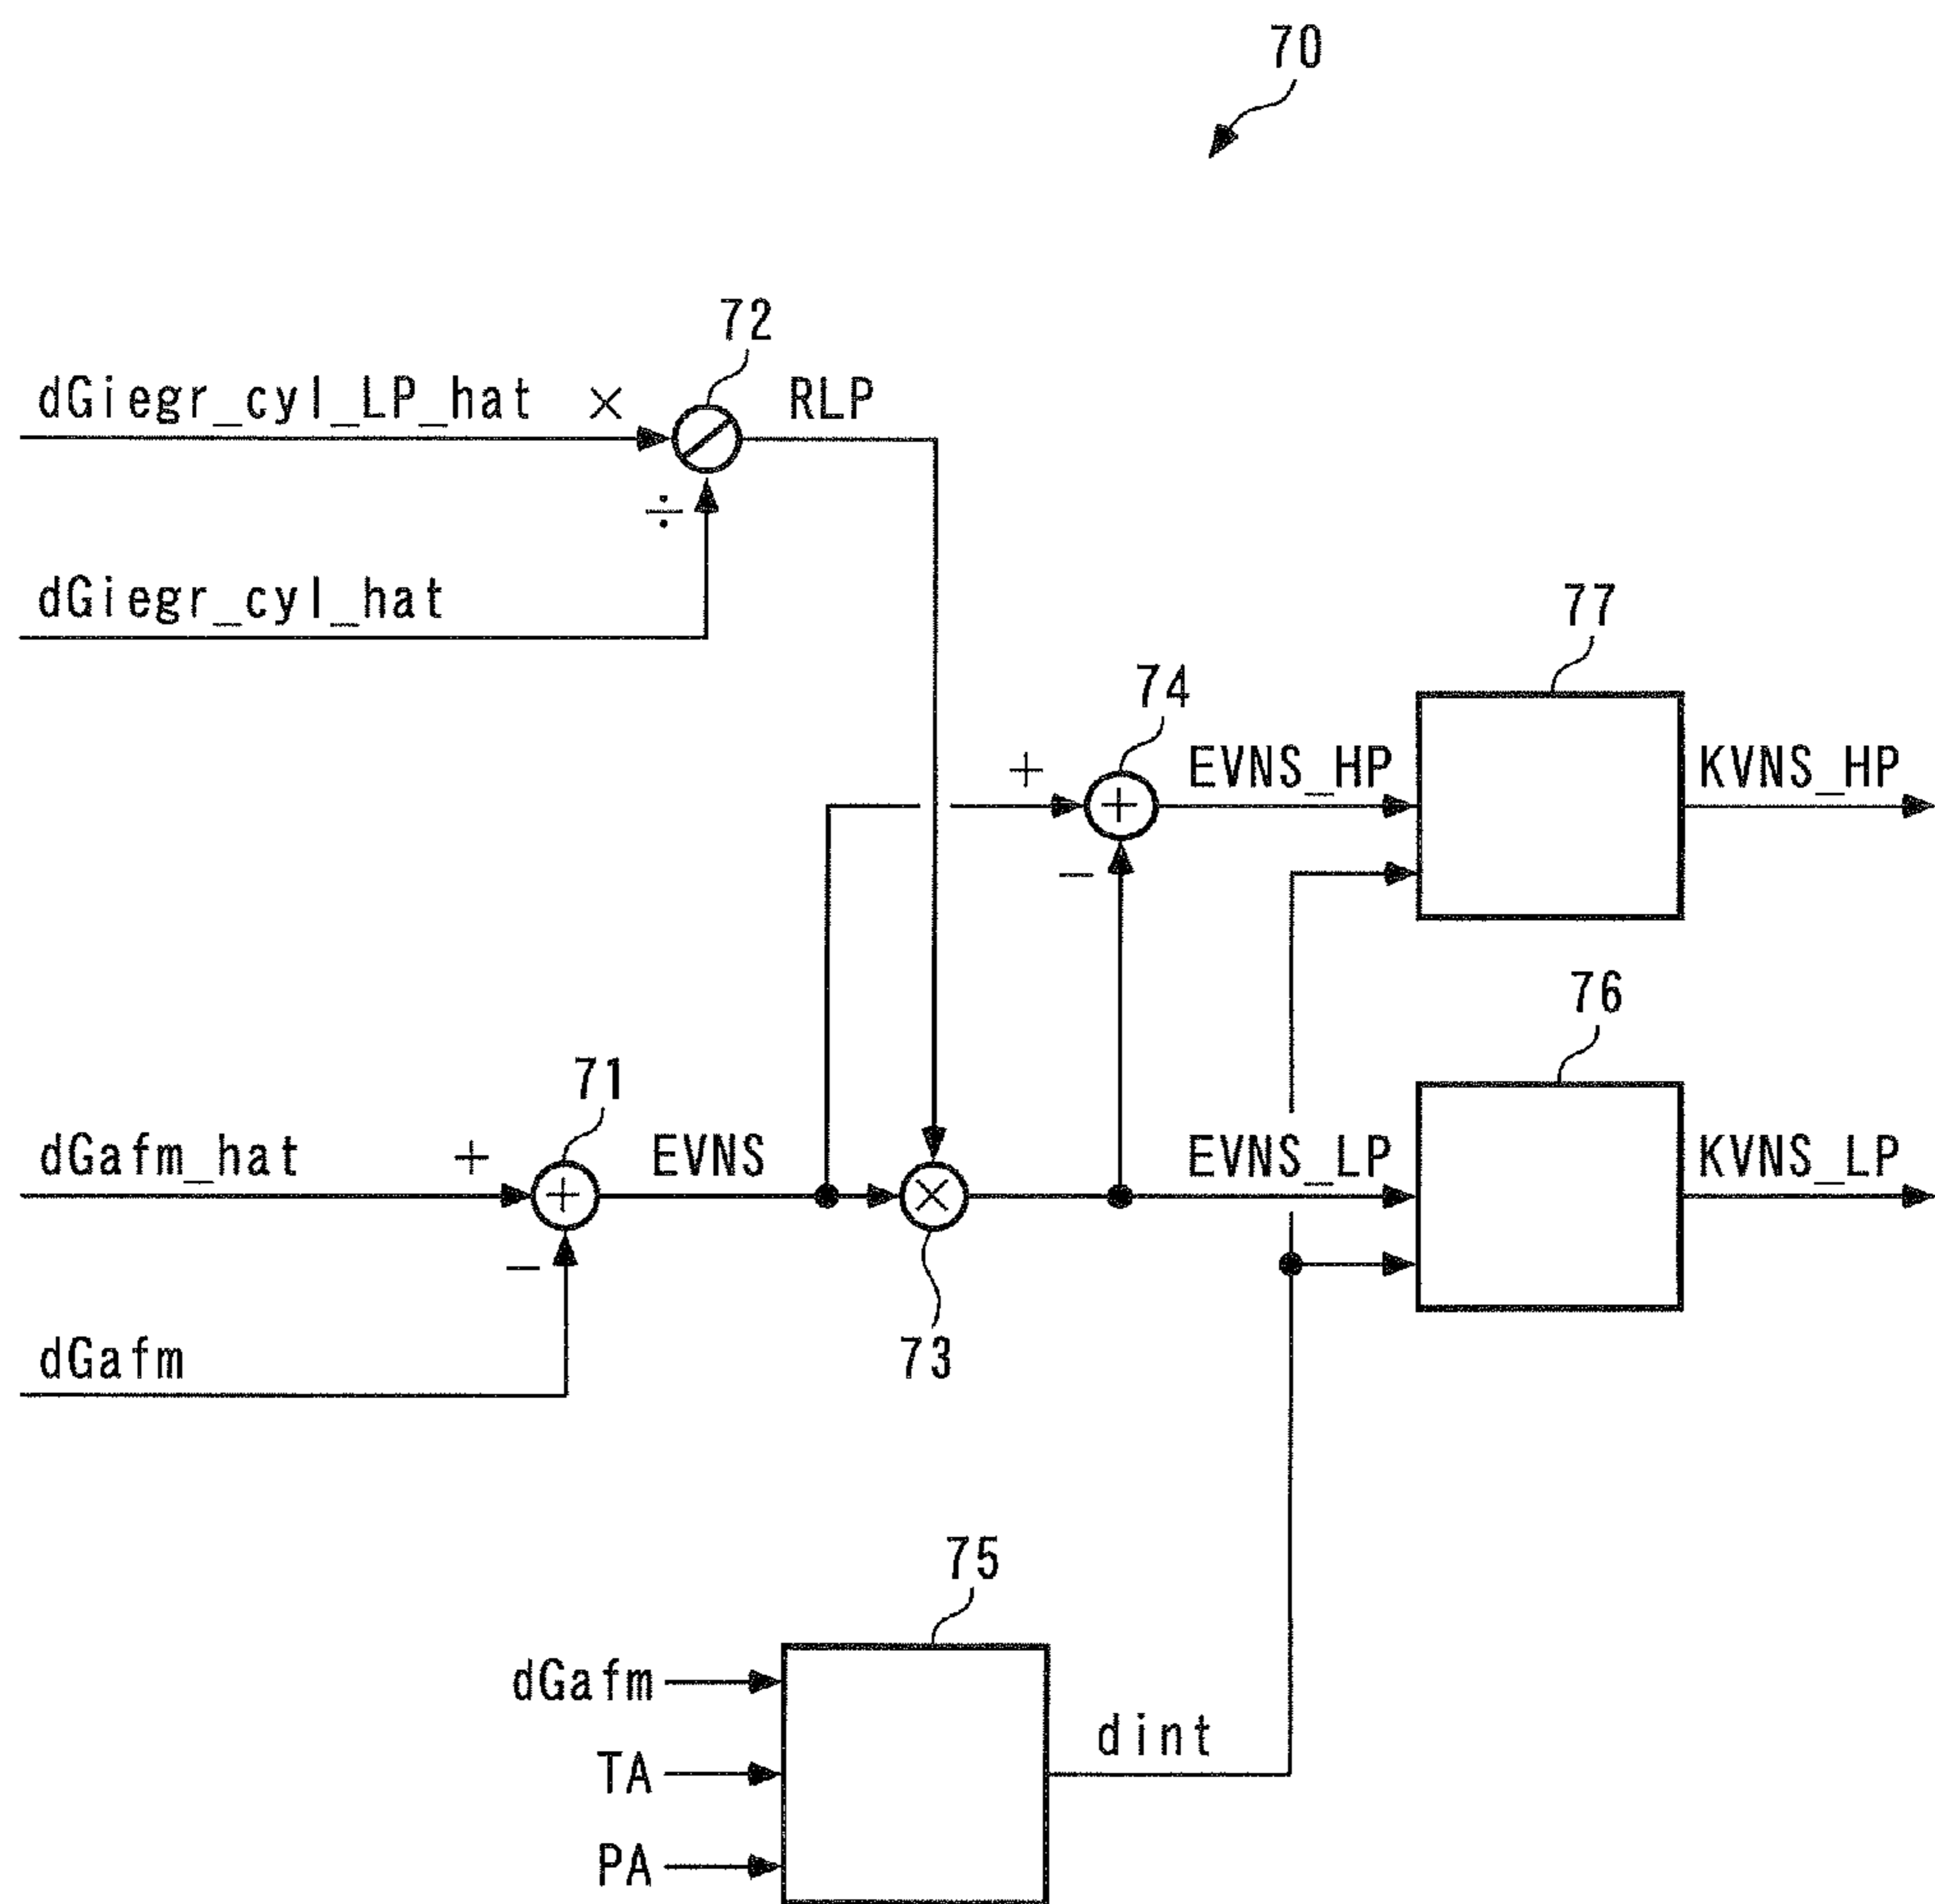 70
72
dGiegr_cyl_LP_hat × RLP
÷
dGiegr_cyl_hat
77
74
+ EVNS_HP KVNS_HP
+
−
76
71
dGafm_hat + EVNS EVNS_LP KVNS_LP
+ ×
−
dGafm 73
75
dGafm
dint
TA
PA